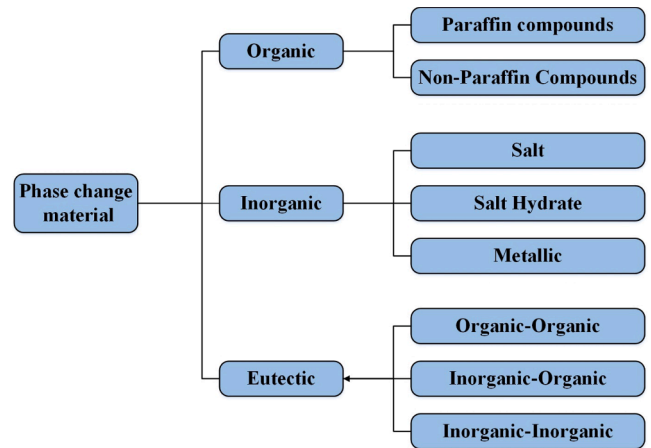 Phase change
material
Organic
Paraffin compounds
Non-Paraffin Compounds
Inorganic
Salt
Salt Hydrate
Metallic
Eutectic
Organic-Organic
Inorganic-Organic
Inorganic-Inorganic